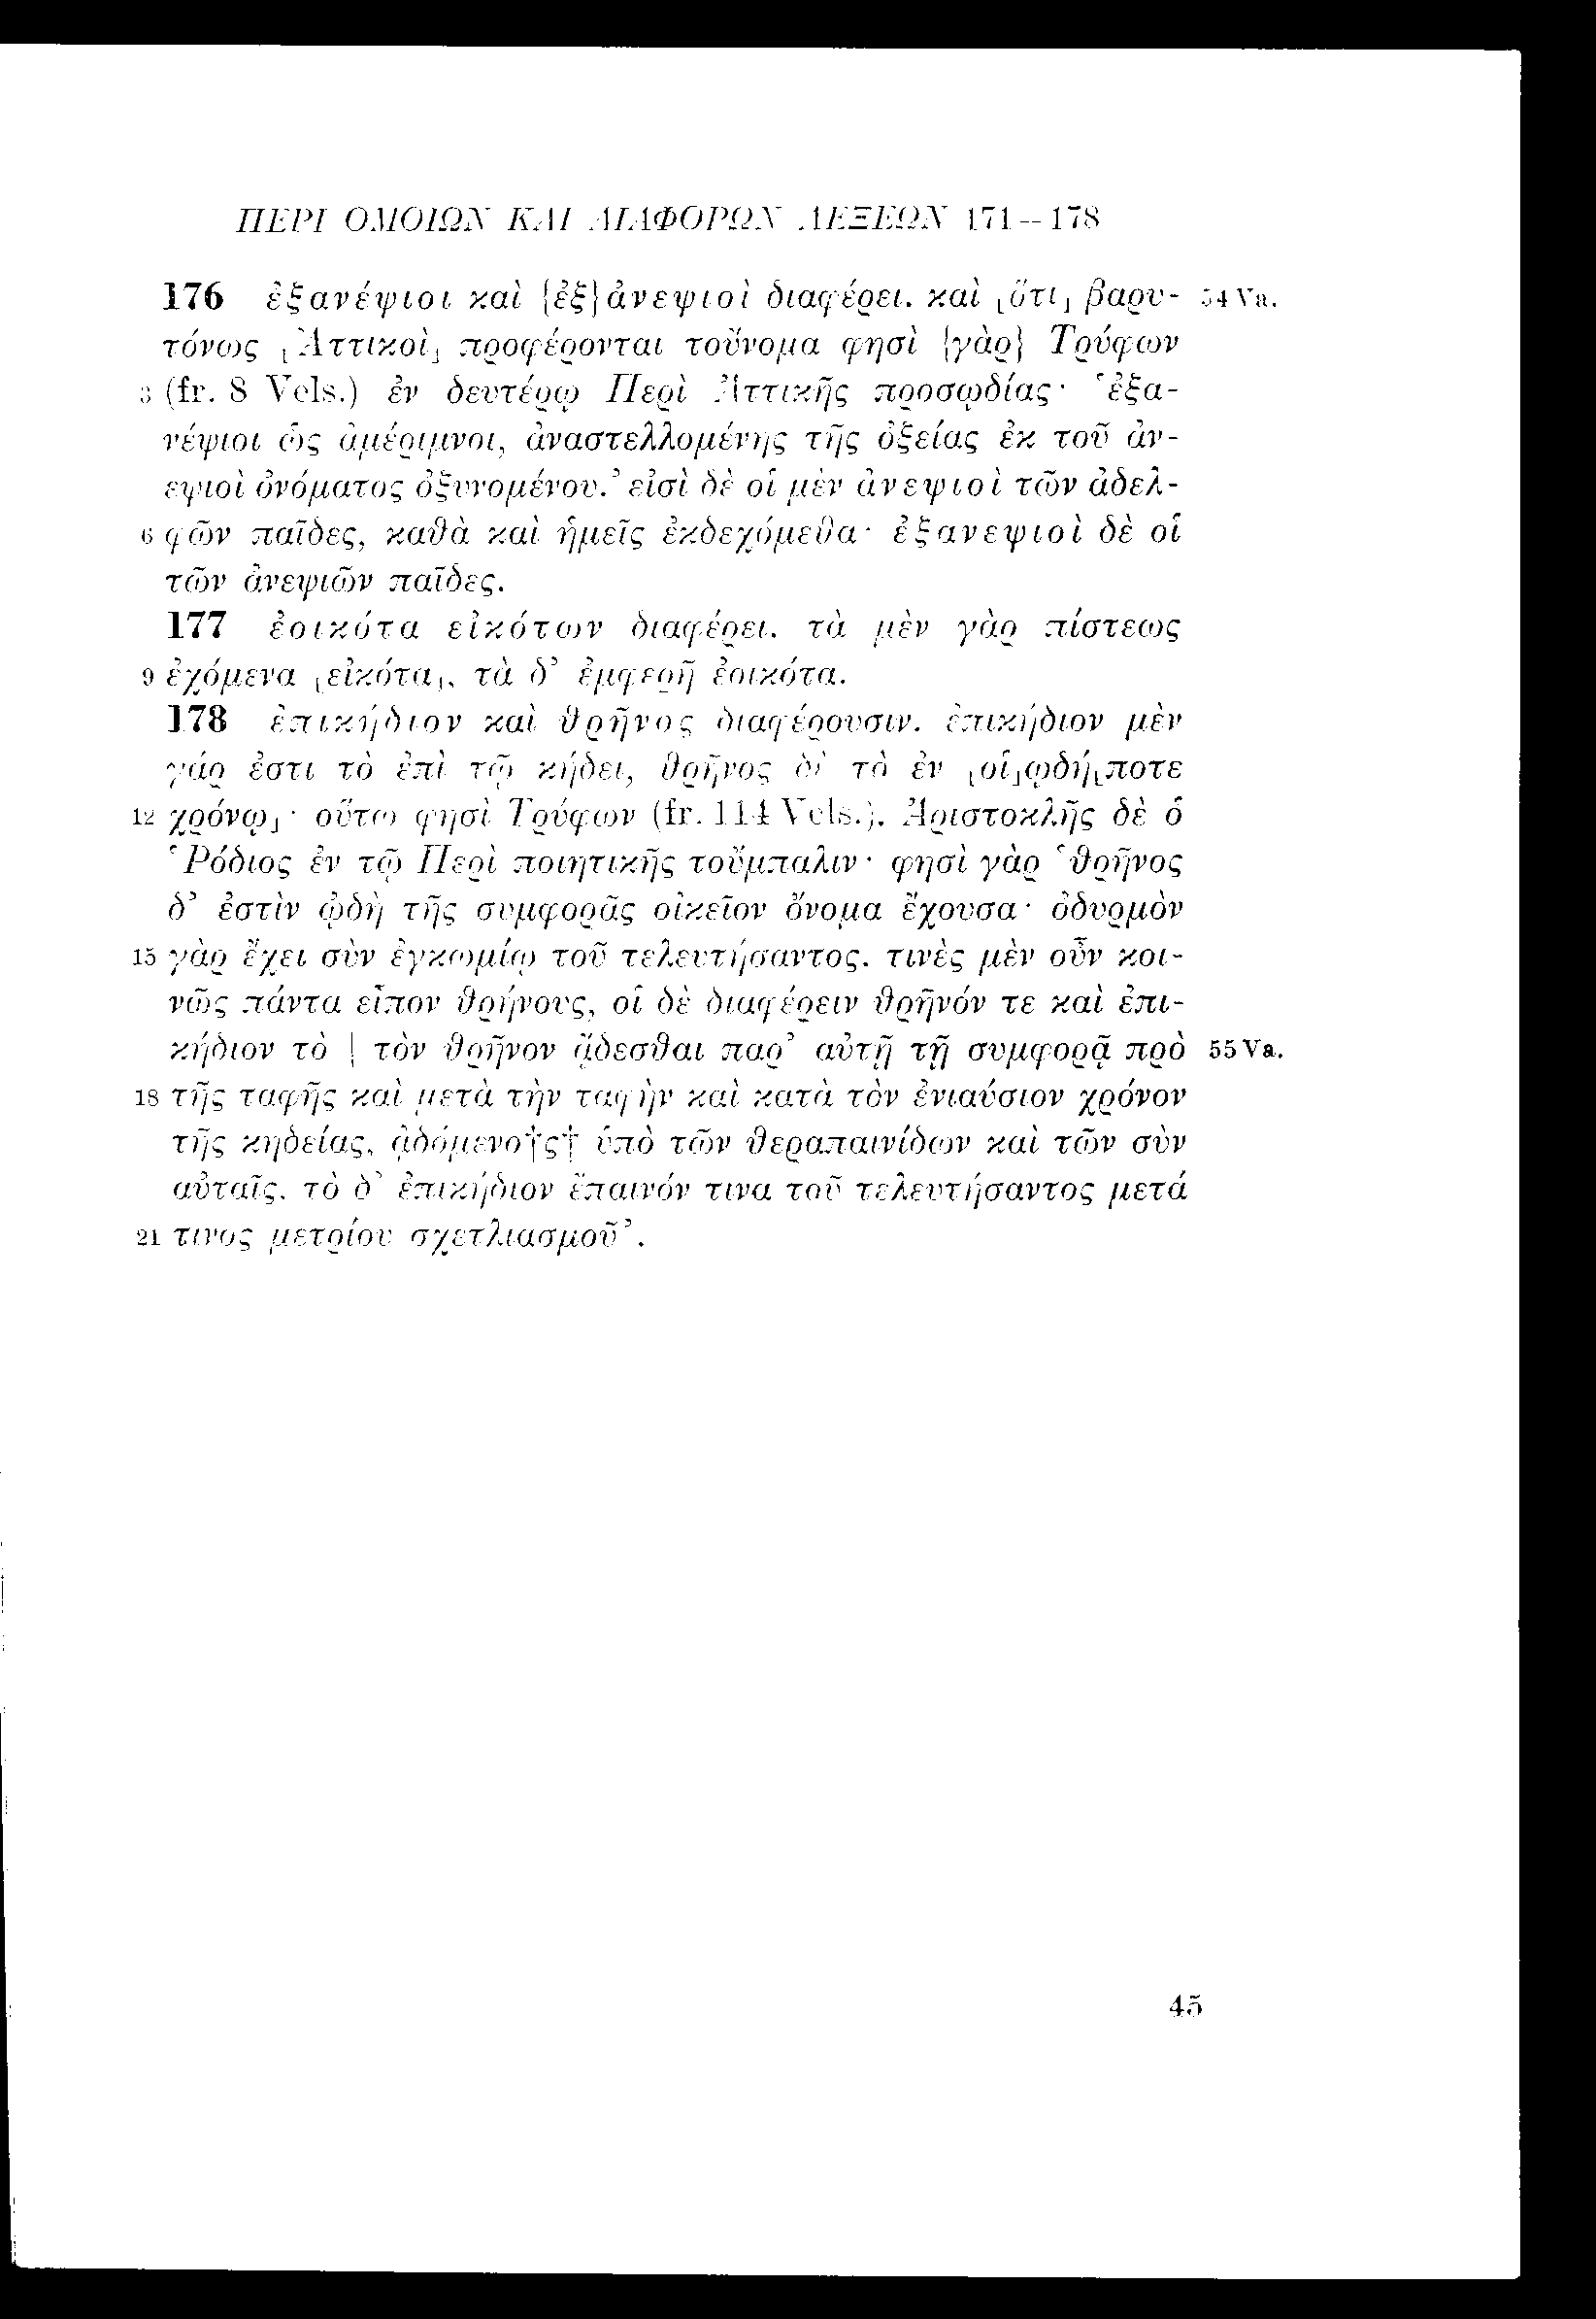 ΠΕΡΙ ΟΜΟΙΩΝ ΚΑΙ ΔΙΑΦΟΡΩΝ ΛΕΞΕΩΝ 171—178
176 ἐξανέψιοι καὶ {ἐξ}ἀνεψιοὶ διαφέρει. καὶ ⸤ὅτι⸥ βαρυ- 54 Va.
τόνως ⸤Ἀττικοὶ⸥ προφέρονται τοὔνομα φησὶ {γὰρ} Τρύφων
3 (fr. 8 Vels.) ἐν δευτέρῳ Περὶ Ἀττικῆς προσῳδίας· ‘ἐξα-
νέψιοι ὡς ἀμέριμνοι, ἀναστελλομένης τῆς ὀξείας ἐκ τοῦ ἀν-
εψιοὶ ὀνόματος ὀξυνομένου.’ εἰσὶ δὲ οἱ μὲν ἀνεψιοὶ τῶν ἀδελ-
6 φῶν παῖδες, καθὰ καὶ ἡμεῖς ἐκδεχόμεθα· ἐξανεψιοὶ δὲ οἱ
τῶν ἀνεψιῶν παῖδες.
177 ἐοικότα εἰκότων διαφέρει. τὰ μὲν γὰρ πίστεως
9 ἐχόμενα ⸤εἰκότα⸥, τὰ δ’ ἐμφερῆ ἐοικότα.
178 ἐπικήδιον καὶ θρῆνος διαφέρουσιν. ἐπικήδιον μὲν
γάρ ἐστι τὸ ἐπὶ τῷ κήδει, θρῆνος δὲ τὸ ἐν ⸤οἱ⸥ῳδή⸤ποτε
12 χρόνῳ⸥· οὕτω φησὶ Τρύφων (fr. 114 Vels.). Ἀριστοκλῆς δὲ ὁ
Ῥόδιος ἐν τῷ Περὶ ποιητικῆς τοὔμπαλιν· φησὶ γὰρ ‘θρῆνος
δ’ ἐστὶν ᾠδὴ τῆς συμφορᾶς οἰκεῖον ὄνομα ἔχουσα· ὀδυρμὸν
15 γὰρ ἔχει σὺν ἐγκωμίῳ τοῦ τελευτήσαντος. τινὲς μὲν οὖν κοι-
νῶς πάντα εἶπον θρήνους, οἱ δὲ διαφέρειν θρῆνόν τε καὶ ἐπι-
κήδιον τὸ | τὸν θρῆνον ᾄδεσθαι παρ’ αὐτῇ τῇ συμφορᾷ πρὸ 55 Va.
18 τῆς ταφῆς καὶ μετὰ τὴν ταφὴν καὶ κατὰ τὸν ἐνιαύσιον χρόνον
τῆς κηδείας, ᾀδόμενο†ς† ὑπὸ τῶν θεραπαινίδων καὶ τῶν σὺν
αὐταῖς. τὸ δ’ ἐπικήδιον ἔπαινόν τινα τοῦ τελευτήσαντος μετά
21 τινος μετρίου σχετλιασμοῦ’.
45